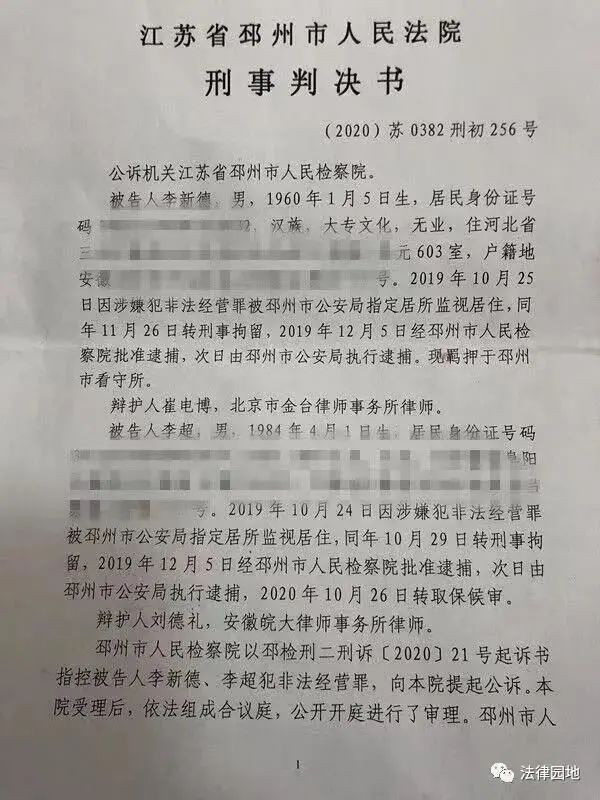 江苏省邳州市人民法院
刑事判决书
（2020）苏 0382 刑初 256 号
公诉机关江苏省邳州市人民检察院。
被告人李新德，男，1960 年 1 月 5 日生，居民身份证号
码 ，汉族，大专文化，无业，住河北省
三 元 603 室，户籍地
安徽 号。2019 年 10 月 25
日因涉嫌犯非法经营罪被邳州市公安局指定居所监视居住，同
年 11 月 26 日转刑事拘留，2019 年 12 月 5 日经邳州市人民检
察院批准逮捕，次日由邳州市公安局执行逮捕。现羁押于邳州
市看守所。
辩护人崔电博，北京市金台律师事务所律师。
被告人李超，男，1984 年 4 月 1 日生，居民身份证号码
阜阳
号。2019 年 10 月 24 日因涉嫌犯非法经营罪
被邳州市公安局指定居所监视居住，同年 10 月 29 日转刑事拘
留，2019 年 12 月 5 日经邳州市人民检察院批准逮捕，次日由
邳州市公安局执行逮捕，2020 年 10 月 26 日转取保候审。
辩护人刘德礼，安徽皖大律师事务所律师。
邳州市人民检察院以邳检刑二刑诉〔2020〕21 号起诉书
指控被告人李新德、李超犯非法经营罪，向本院提起公诉。本
院受理后，依法组成合议庭，公开开庭进行了审理。邳州市人
1
法律园地